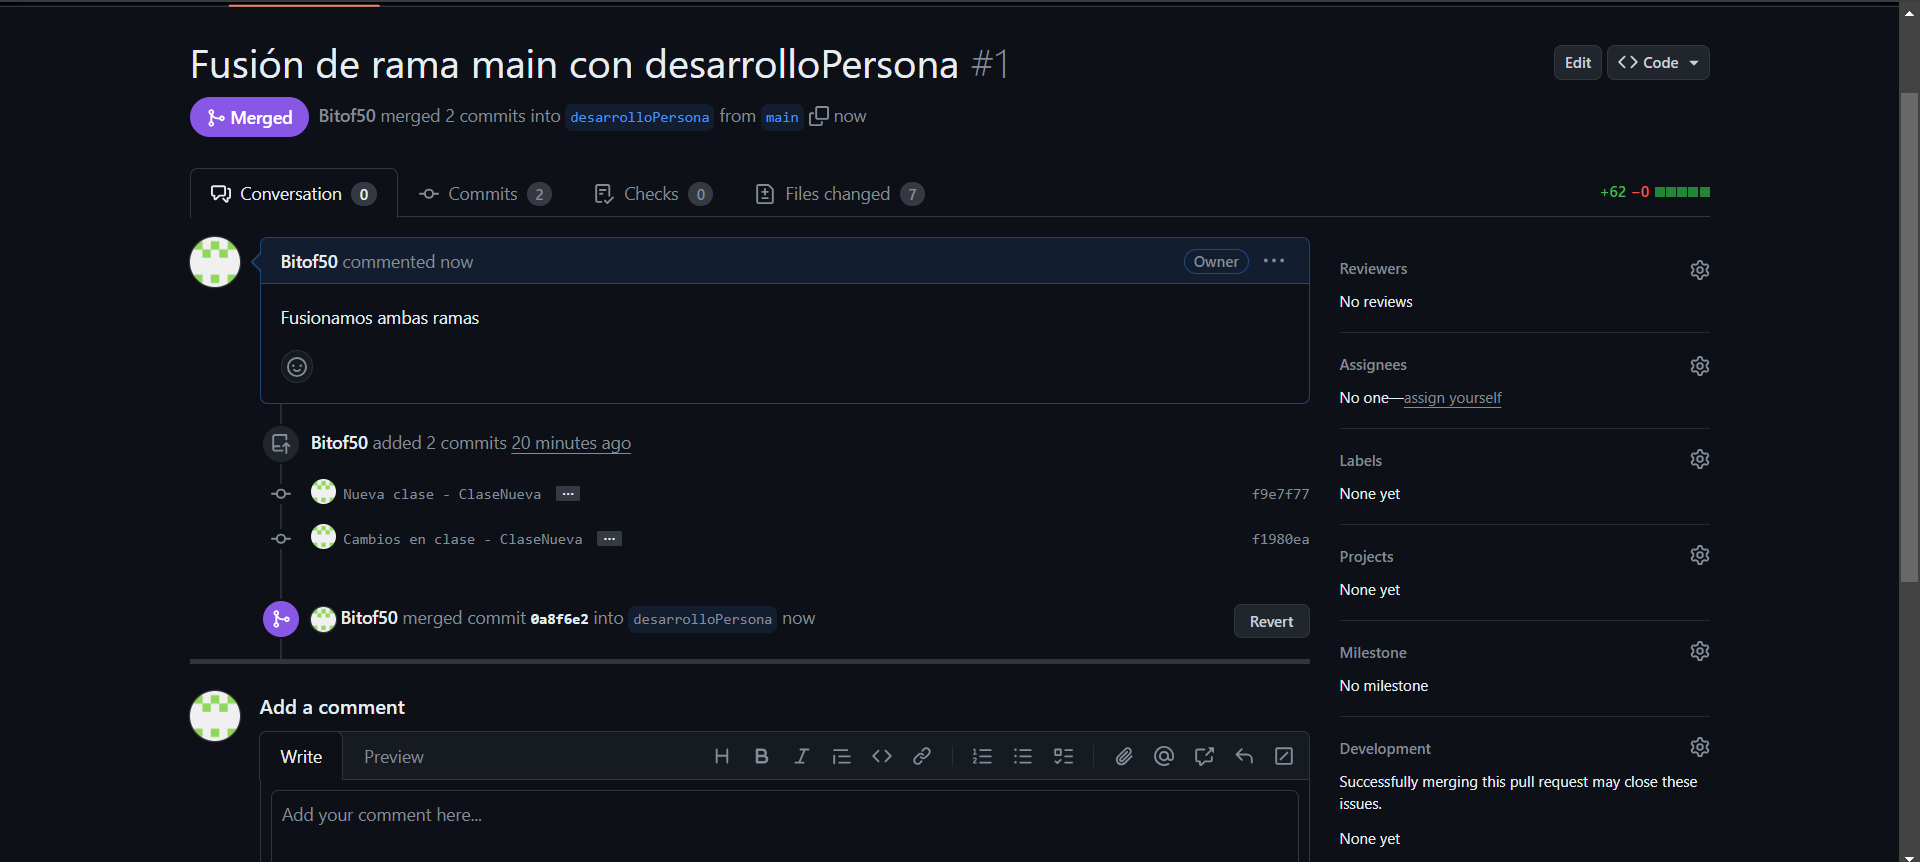 Fusión de rama main con desarrolloPersona #1
Edit
Code
Merged
Bitof50 merged 2 commits into desarrolloPersona from main now
Conversation 0
Commits 2
Checks 0
Files changed 7
+62 −0
Bitof50 commented now
Owner
Fusionamos ambas ramas
Bitof50 added 2 commits 20 minutes ago
Nueva clase - ClaseNueva ...
f9e7f77
Cambios en clase - ClaseNueva ...
f1980ea
Bitof50 merged commit 0a8f6e2 into desarrolloPersona now
Revert
Add a comment
Write
Preview
Add your comment here...
Reviewers
No reviews
Assignees
No one—assign yourself
Labels
None yet
Projects
None yet
Milestone
No milestone
Development
Successfully merging this pull request may close these
issues.
None yet